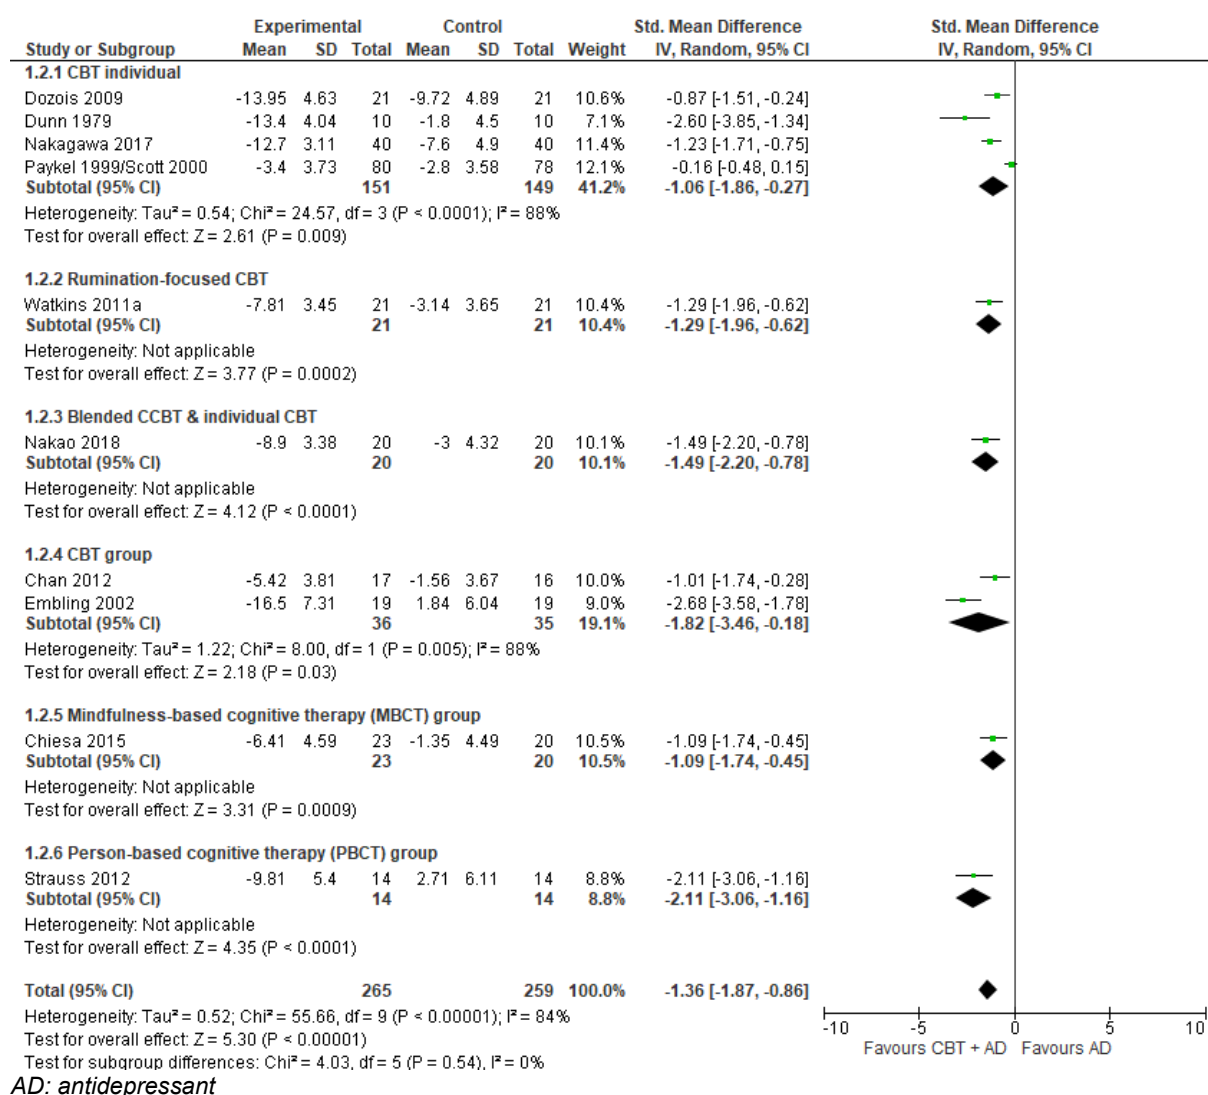 Experimental Control Std. Mean Difference Std. Mean Difference
Study or Subgroup Mean SD Total Mean SD Total Weight IV, Random, 95% CI IV, Random, 95% CI
1.2.1 CBT individual
Dozois 2009 -13.95 4.63 21 -9.72 4.89 21 10.6% -0.87 [-1.51, -0.24]
Dunn 1979 -13.4 4.04 10 -1.8 4.5 10 7.1% -2.60 [-3.85, -1.34]
Nakagawa 2017 -12.7 3.11 40 -7.6 4.9 40 11.4% -1.23 [-1.71, -0.75]
Paykel 1999/Scott 2000 -3.4 3.73 80 -2.8 3.58 78 12.1% -0.16 [-0.48, 0.15]
Subtotal (95% CI) 151 149 41.2% -1.06 [-1.86, -0.27]
Heterogeneity: Tau² = 0.54; Chi² = 24.57, df = 3 (P < 0.0001); I² = 88%
Test for overall effect: Z = 2.61 (P = 0.009)
1.2.2 Rumination-focused CBT
Watkins 2011a -7.81 3.45 21 -3.14 3.65 21 10.4% -1.29 [-1.96, -0.62]
Subtotal (95% CI) 21 21 10.4% -1.29 [-1.96, -0.62]
Heterogeneity: Not applicable
Test for overall effect: Z = 3.77 (P = 0.0002)
1.2.3 Blended CCBT & individual CBT
Nakao 2018 -8.9 3.38 20 -3 4.32 20 10.1% -1.49 [-2.20, -0.78]
Subtotal (95% CI) 20 20 10.1% -1.49 [-2.20, -0.78]
Heterogeneity: Not applicable
Test for overall effect: Z = 4.12 (P < 0.0001)
1.2.4 CBT group
Chan 2012 -5.42 3.81 17 -1.56 3.67 16 10.0% -1.01 [-1.74, -0.28]
Embling 2002 -16.5 7.31 19 1.84 6.04 19 9.0% -2.68 [-3.58, -1.78]
Subtotal (95% CI) 36 35 19.1% -1.82 [-3.46, -0.18]
Heterogeneity: Tau² = 1.22; Chi² = 8.00, df = 1 (P = 0.005); I² = 88%
Test for overall effect: Z = 2.18 (P = 0.03)
1.2.5 Mindfulness-based cognitive therapy (MBCT) group
Chiesa 2015 -6.41 4.59 23 -1.35 4.49 20 10.5% -1.09 [-1.74, -0.45]
Subtotal (95% CI) 23 20 10.5% -1.09 [-1.74, -0.45]
Heterogeneity: Not applicable
Test for overall effect: Z = 3.31 (P = 0.0009)
1.2.6 Person-based cognitive therapy (PBCT) group
Strauss 2012 -9.81 5.4 14 2.71 6.11 14 8.8% -2.11 [-3.06, -1.16]
Subtotal (95% CI) 14 14 8.8% -2.11 [-3.06, -1.16]
Heterogeneity: Not applicable
Test for overall effect: Z = 4.35 (P < 0.0001)
Total (95% CI) 265 259 100.0% -1.36 [-1.87, -0.86]
Heterogeneity: Tau² = 0.52; Chi² = 55.66, df = 9 (P < 0.00001); I² = 84%
Test for overall effect: Z = 5.30 (P < 0.00001)
Test for subgroup differences: Chi² = 4.03, df = 5 (P = 0.54), I² = 0%
-10 -5 0 5 10
Favours CBT + AD Favours AD
AD: antidepressant